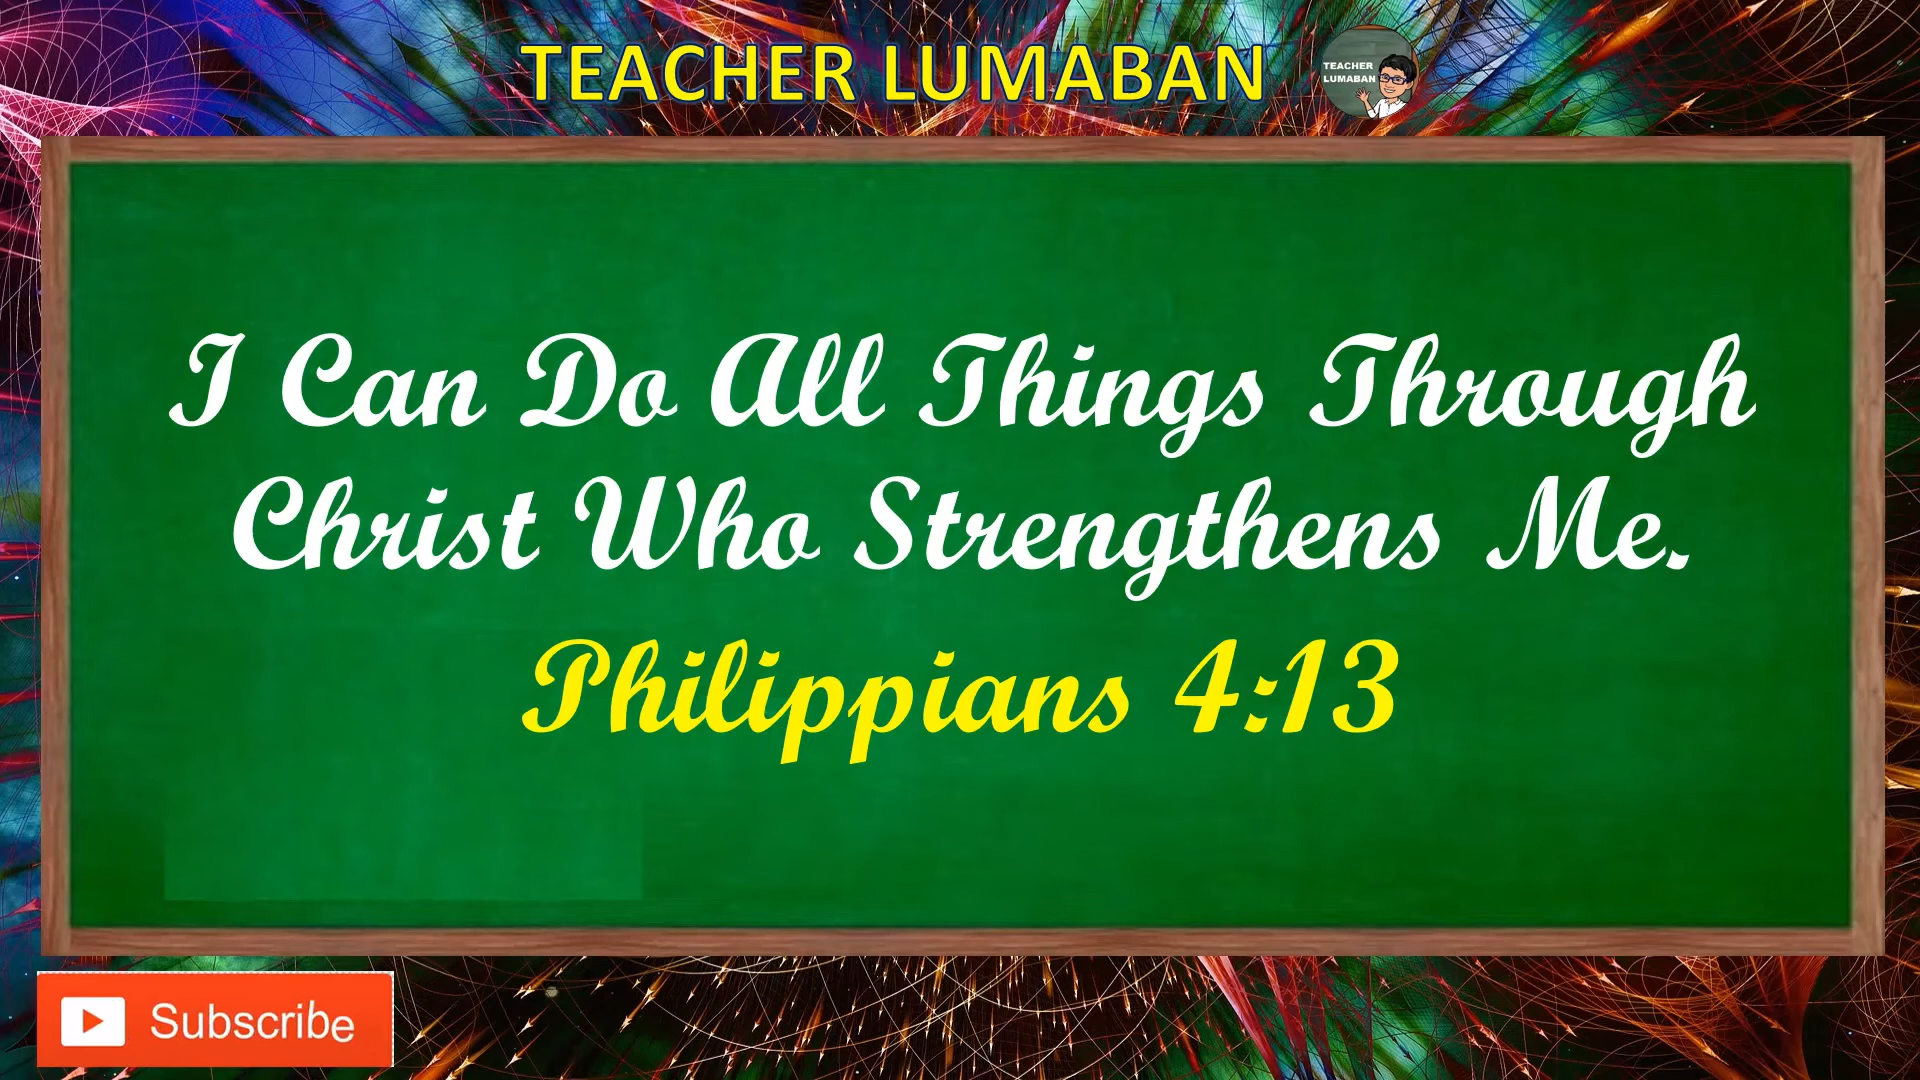 TEACHER LUMABAN
TEACHER
LUMABAN
I Can Do All Things Through
Christ Who Strengthens Me.
Philippians 4:13
Subscribe